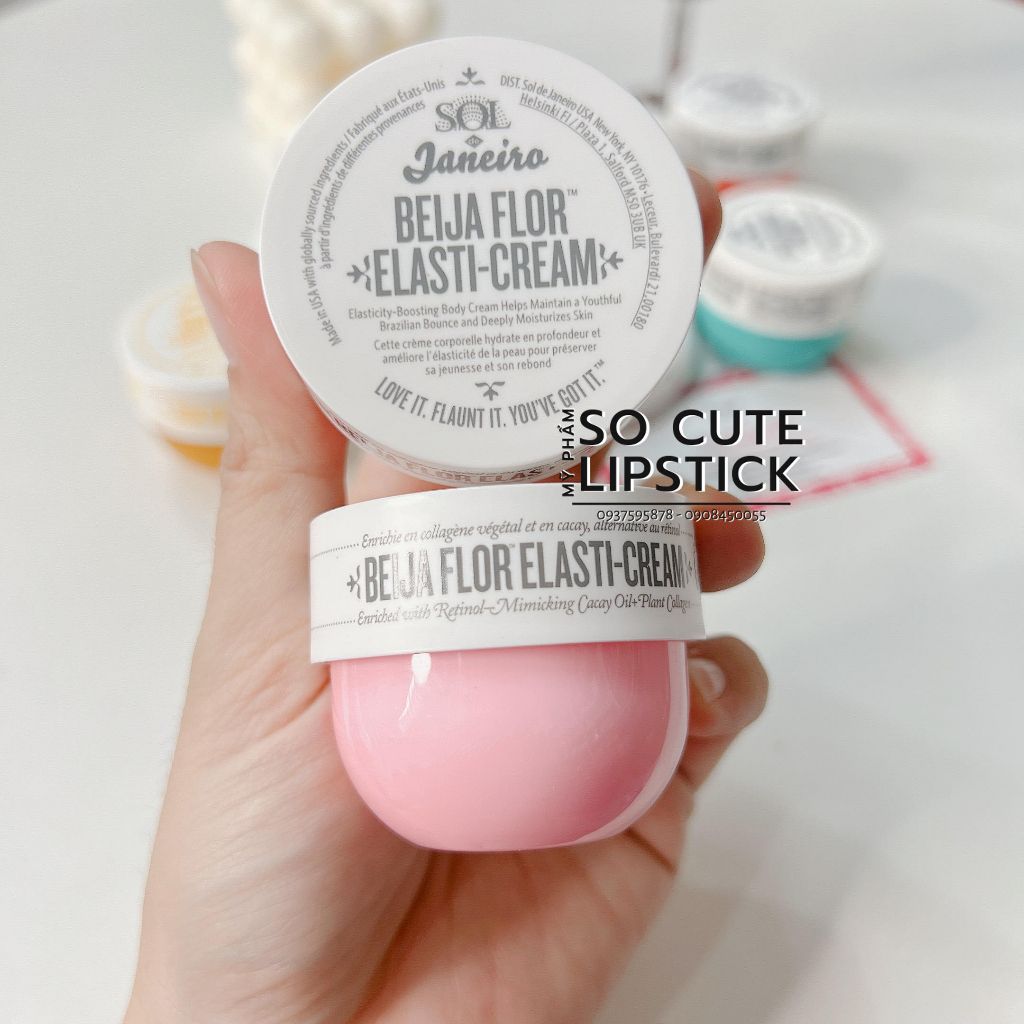 Made in USA with globally sourced ingredients / Fabriqué aux États-Unis
à partir d'ingrédients de différentes provenances
DIST. Sol de Janeiro USA New York, NY 10176 • Leceur, Bulevardi 21, 00180
Helsinki FI / Plaza 1, Salford M50 3UB UK
SOL
de
Janeiro
BEIJA FLOR™
ELASTI-CREAM
Elasticity-Boosting Body Cream Helps Maintain a Youthful
Brazilian Bounce and Deeply Moisturizes Skin
Cette crème corporelle hydrate en profondeur et
améliore l'élasticité de la peau pour préserver
sa jeunesse et son rebond
LOVE IT. FLAUNT IT. YOU'VE GOT IT.™
MỸ PHẨM
SO CUTE
LIPSTICK
0937595878 - 0908450055
Enrichie en collagène végétal et en cacay, alternative au rétinol
BEIJA FLOR™ ELASTI-CREAM
Enriched with Retinol-Mimicking Cacay Oil + Plant Collagen